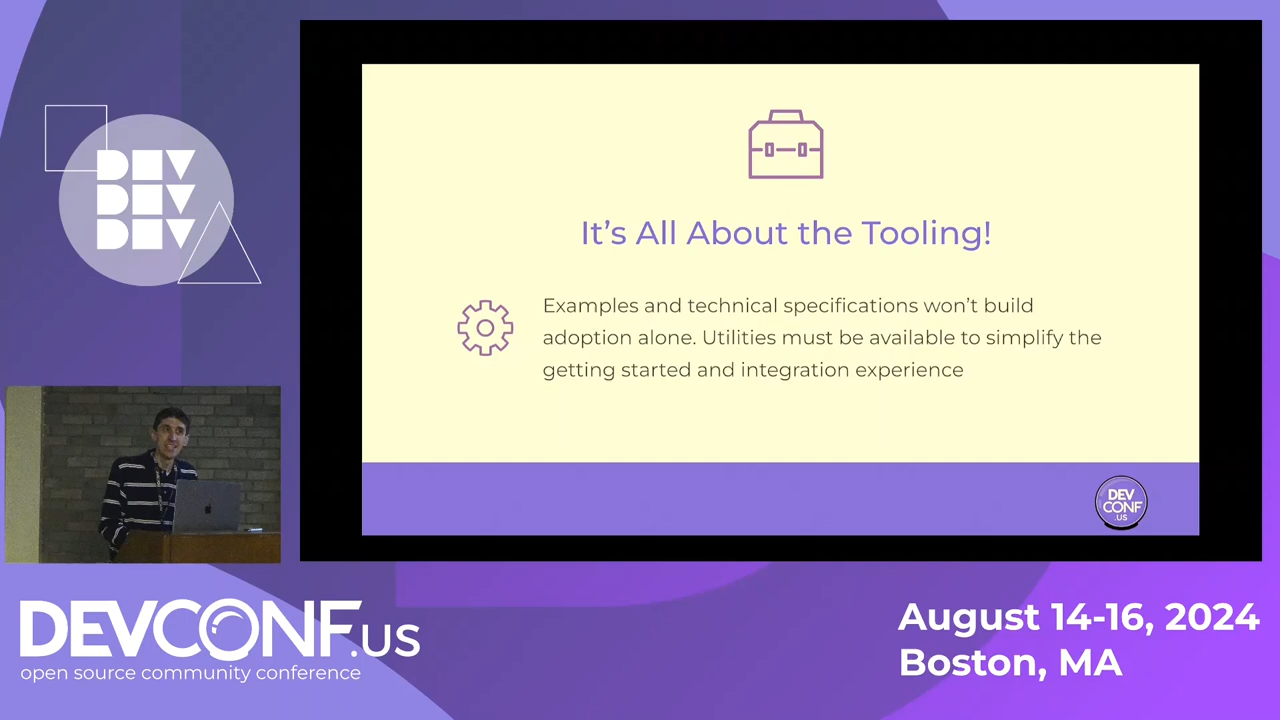 DEV
DEV
DEV
It’s All About the Tooling!
Examples and technical specifications won’t build
adoption alone. Utilities must be available to simplify the
getting started and integration experience
DEV
CONF
.US
DEVCONF.US
open source community conference
August 14-16, 2024
Boston, MA